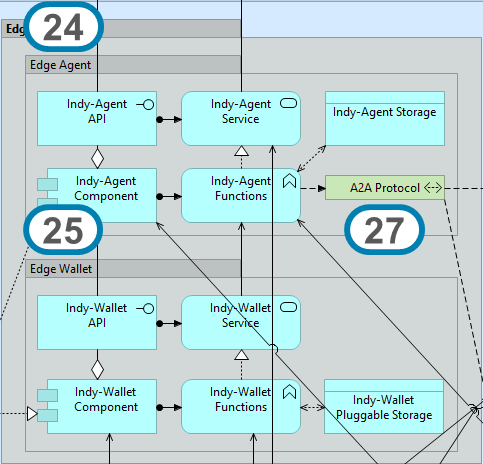 24
Ed
Edge Agent
Indy-Agent
API
Indy-Agent
Service
Indy-Agent Storage
Indy-Agent
Component
Indy-Agent
Functions
A2A Protocol
25
27
Edge Wallet
Indy-Wallet
API
Indy-Wallet
Service
Indy-Wallet
Component
Indy-Wallet
Functions
Indy-Wallet
Pluggable Storage